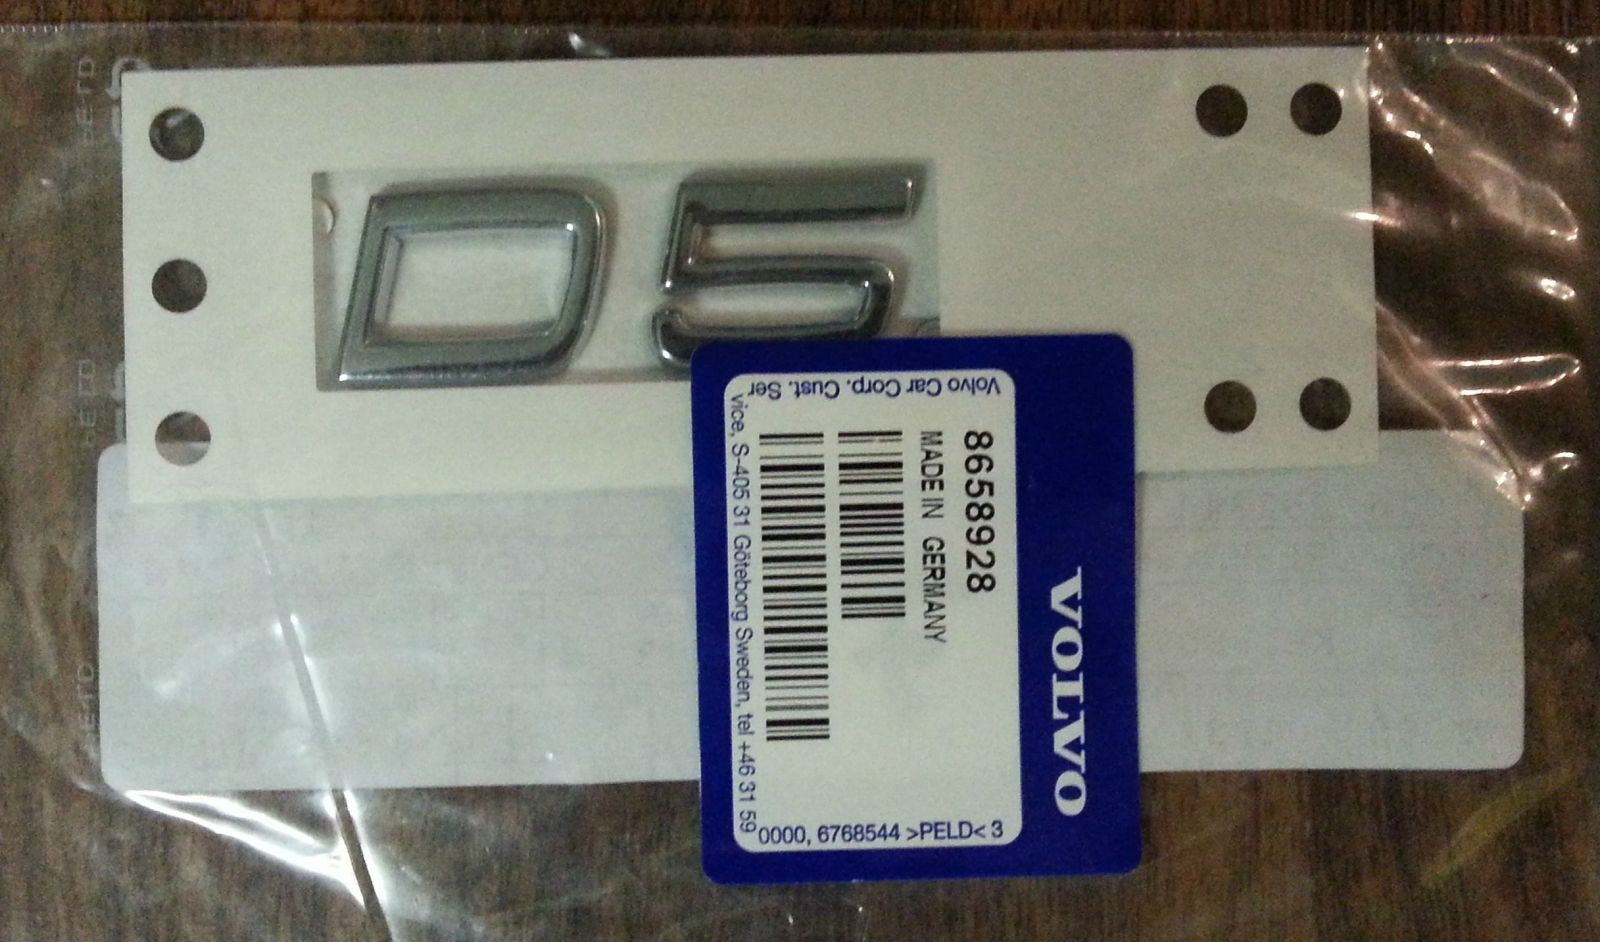 D5
VOLVO
8658928
MADE IN GERMANY
Volvo Car Corp. Cust. Ser
vice, S-405 31 Göteborg Sweden, tel +46 31 59
0000, 6768544 >PELD< 3